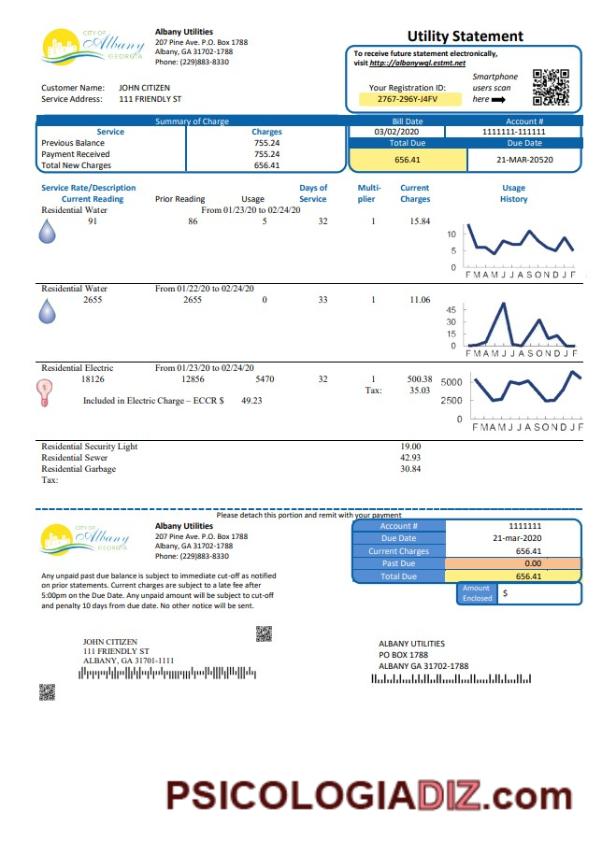 CITY OF
Albany
GEORGIA
Albany Utilities
207 Pine Ave. P.O. Box 1788
Albany, GA 31702-1788
Phone: (229)883-8330
Utility Statement
To receive future statement electronically,
visit http://albanywql.estmt.net
Your Registration ID:
2767-296Y-J4FV
Smartphone
users scan
here
Customer Name: JOHN CITIZEN
Service Address: 111 FRIENDLY ST
Summary of Charge
Service Charges
Previous Balance 755.24
Payment Received 755.24
Total New Charges 656.41
Bill Date Account #
03/02/2020 1111111-111111
Total Due Due Date
656.41 21-MAR-20520
Service Rate/Description Days of Multi- Current Usage
Current Reading Prior Reading Usage Service plier Charges History
Residential Water From 01/23/20 to 02/24/20
91 86 5 32 1 15.84
10
5
0
F M A M J J A S O N D J F
Residential Water From 01/22/20 to 02/24/20
2655 2655 0 33 1 11.06
45
30
15
0
F M A M J J A S O N D J F
Residential Electric From 01/23/20 to 02/24/20
18126 12856 5470 32 1 500.38
Tax: 35.03
Included in Electric Charge – ECCR $ 49.23
5000
2500
F M A M J J A S O N D J F
Residential Security Light 19.00
Residential Sewer 42.93
Residential Garbage 30.84
Tax:
Please detach this portion and remit with your payment
CITY OF
Albany
GEORGIA
Albany Utilities
207 Pine Ave. P.O. Box 1788
Albany, GA 31702-1788
Phone: (229)883-8330
Account # 1111111
Due Date 21-mar-2020
Current Charges 656.41
Past Due 0.00
Total Due 656.41
Amount
Enclosed $
Any unpaid past due balance is subject to immediate cut-off as notified
on prior statements. Current charges are subject to a late fee after
5:00pm on the Due Date. Any unpaid amount will be subject to cut-off
and penalty 10 days from due date. No other notice will be sent.
JOHN CITIZEN
111 FRIENDLY ST
ALBANY, GA 31701-1111
ALBANY UTILITIES
PO BOX 1788
ALBANY GA 31702-1788
PSICOLOGIADIZ.com